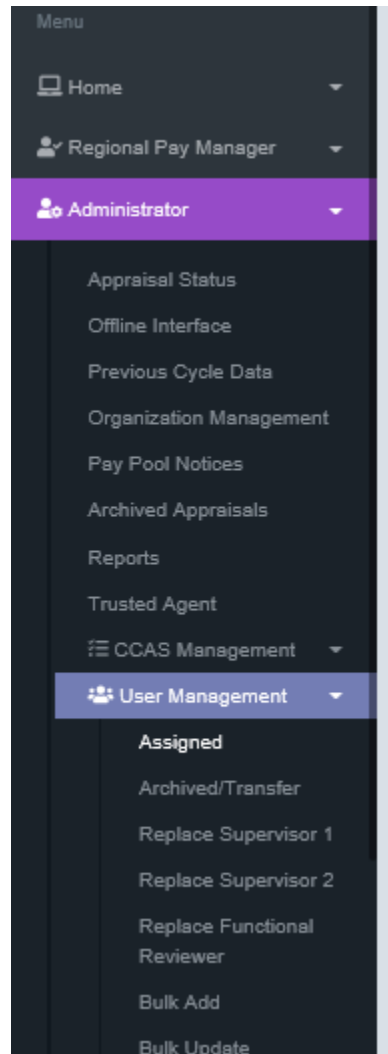 Menu
Home
Regional Pay Manager
Administrator
Appraisal Status
Offline Interface
Previous Cycle Data
Organization Management
Pay Pool Notices
Archived Appraisals
Reports
Trusted Agent
CCAS Management
User Management
Assigned
Archived/Transfer
Replace Supervisor 1
Replace Supervisor 2
Replace Functional
Reviewer
Bulk Add
Bulk Update